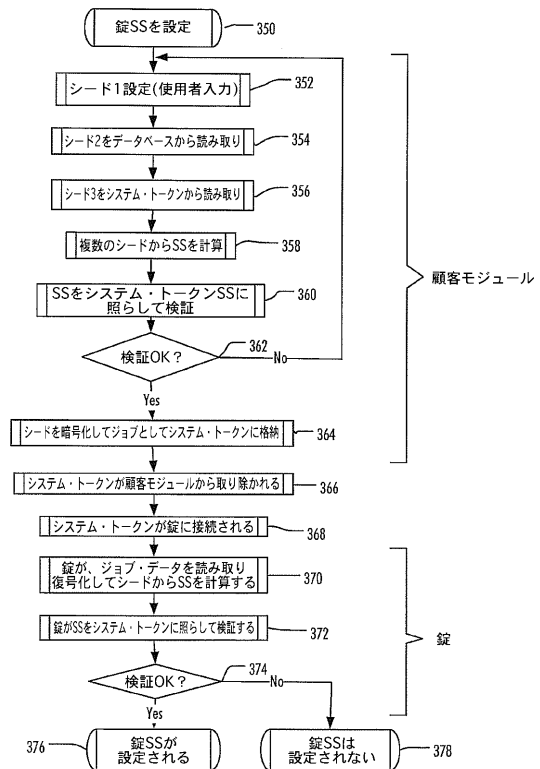 錠SSを設定
350
シード1設定(使用者入力)
352
シード2をデータベースから読み取り
354
シード3をシステム・トークンから読み取り
356
複数のシードからSSを計算
358
SSをシステム・トークンSSに
照らして検証
360
検証OK?
362
No
Yes
顧客モジュール
シードを暗号化してジョブとしてシステム・トークンに格納
364
システム・トークンが顧客モジュールから取り除かれる
366
システム・トークンが錠に接続される
368
錠が、ジョブ・データを読み取り
復号化してシードからSSを計算する
370
錠がSSをシステム・トークンに照らして検証する
372
錠
検証OK?
374
No
Yes
376
錠SSが
設定される
錠SSは
設定されない
378